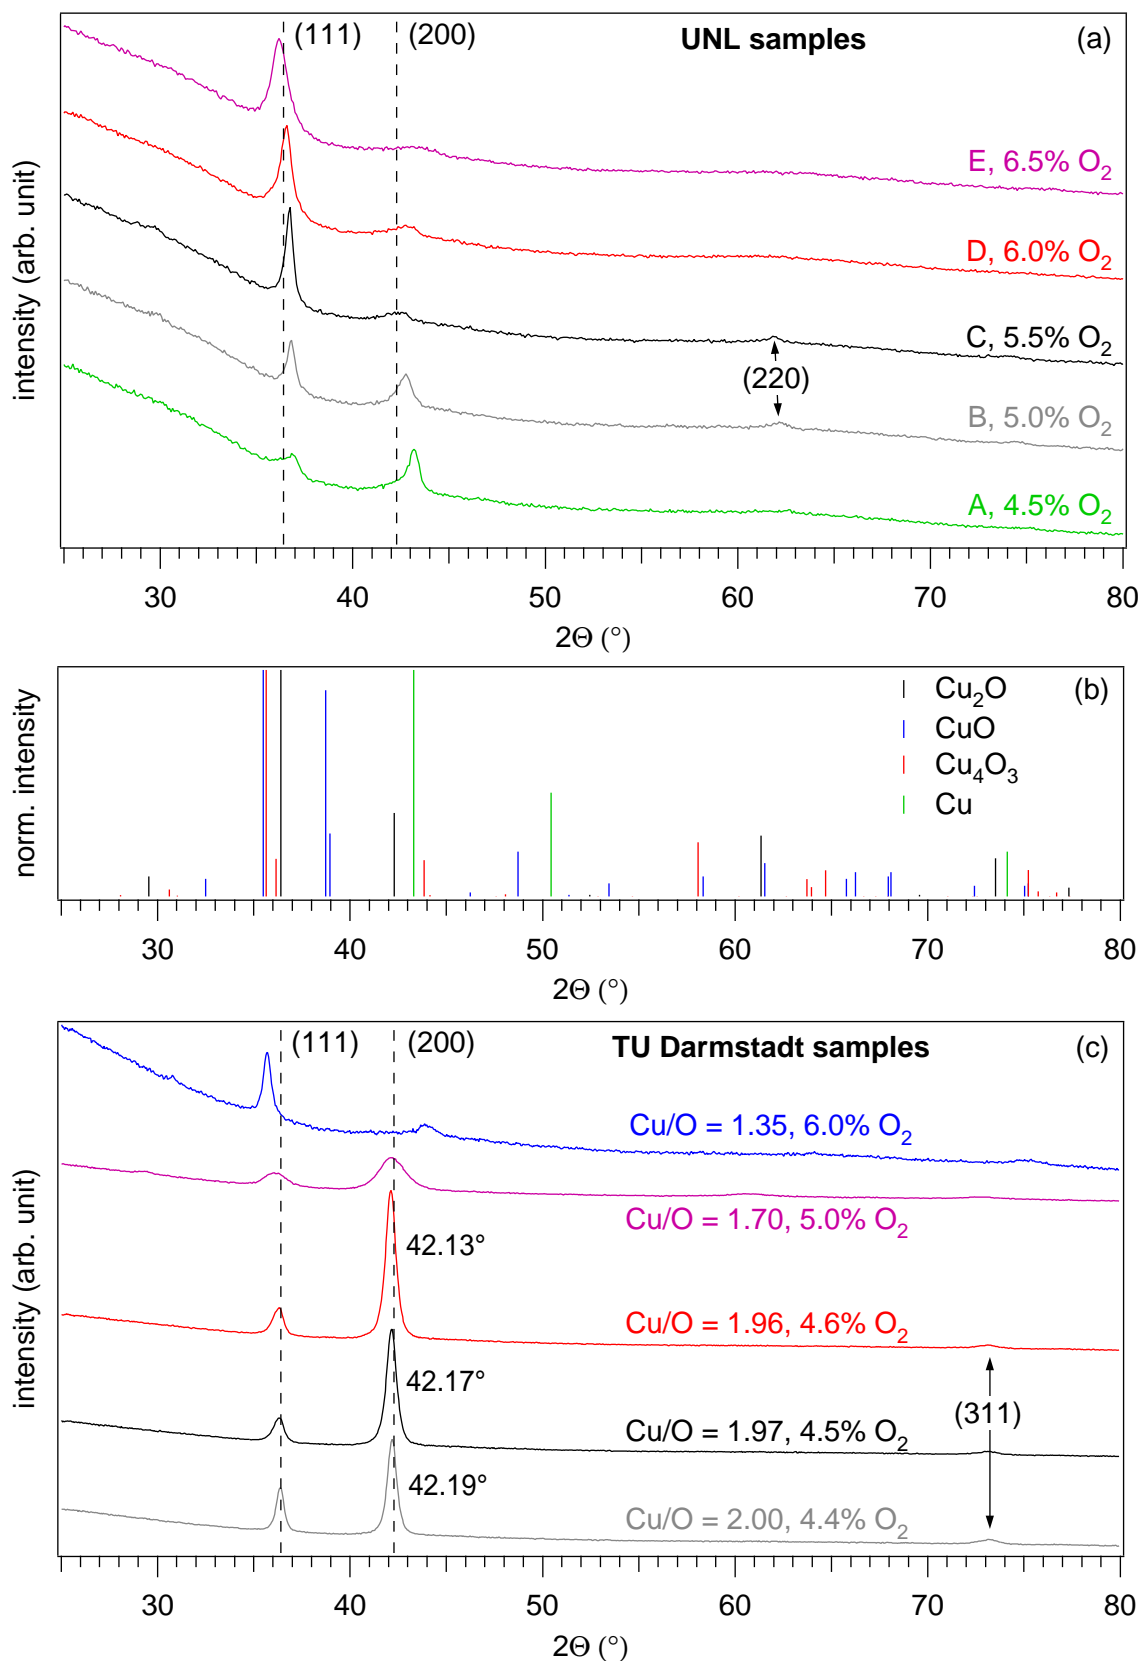 (111) (200) UNL samples (a)
E, 6.5% O₂
D, 6.0% O₂
C, 5.5% O₂
(220)
B, 5.0% O₂
A, 4.5% O₂
intensity (arb. unit)
30 40 50 60 70 80
2Θ (°)
(b)
Cu₂O
CuO
Cu₄O₃
Cu
norm. intensity
30 40 50 60 70 80
2Θ (°)
(111) (200) TU Darmstadt samples (c)
Cu/O = 1.35, 6.0% O₂
Cu/O = 1.70, 5.0% O₂
42.13°
Cu/O = 1.96, 4.6% O₂
42.17°
(311)
Cu/O = 1.97, 4.5% O₂
42.19°
Cu/O = 2.00, 4.4% O₂
intensity (arb. unit)
30 40 50 60 70 80
2Θ (°)